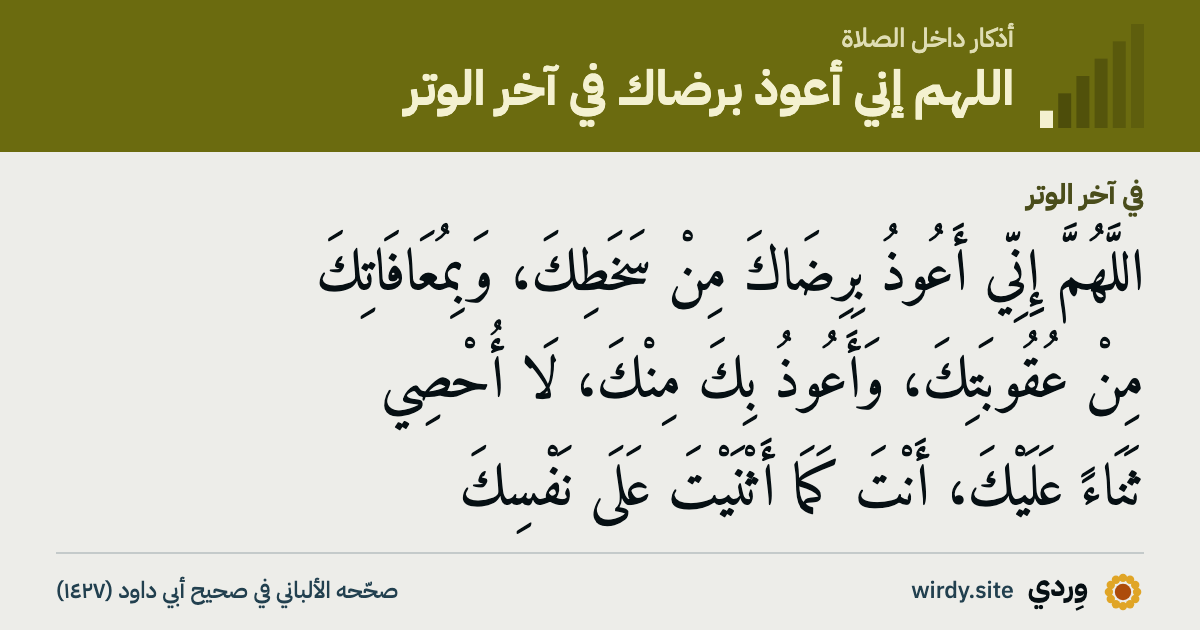 أذكار داخل الصلاة
اللهم إني أعوذ برضاك في آخر الوتر
في آخر الوتر
اللَّهُمَّ إِنِّي أَعُوذُ بِرِضَاكَ مِنْ سَخَطِكَ، وَبِمُعَافَاتِكَ
مِنْ عُقُوبَتِكَ، وَأَعُوذُ بِكَ مِنْكَ، لَا أُحْصِي
ثَنَاءً عَلَيْكَ، أَنْتَ كَمَا أَثْنَيْتَ عَلَى نَفْسِكَ
وِردي wirdy.site
صحّحه الألباني في صحيح أبي داود (١٤٢٧)